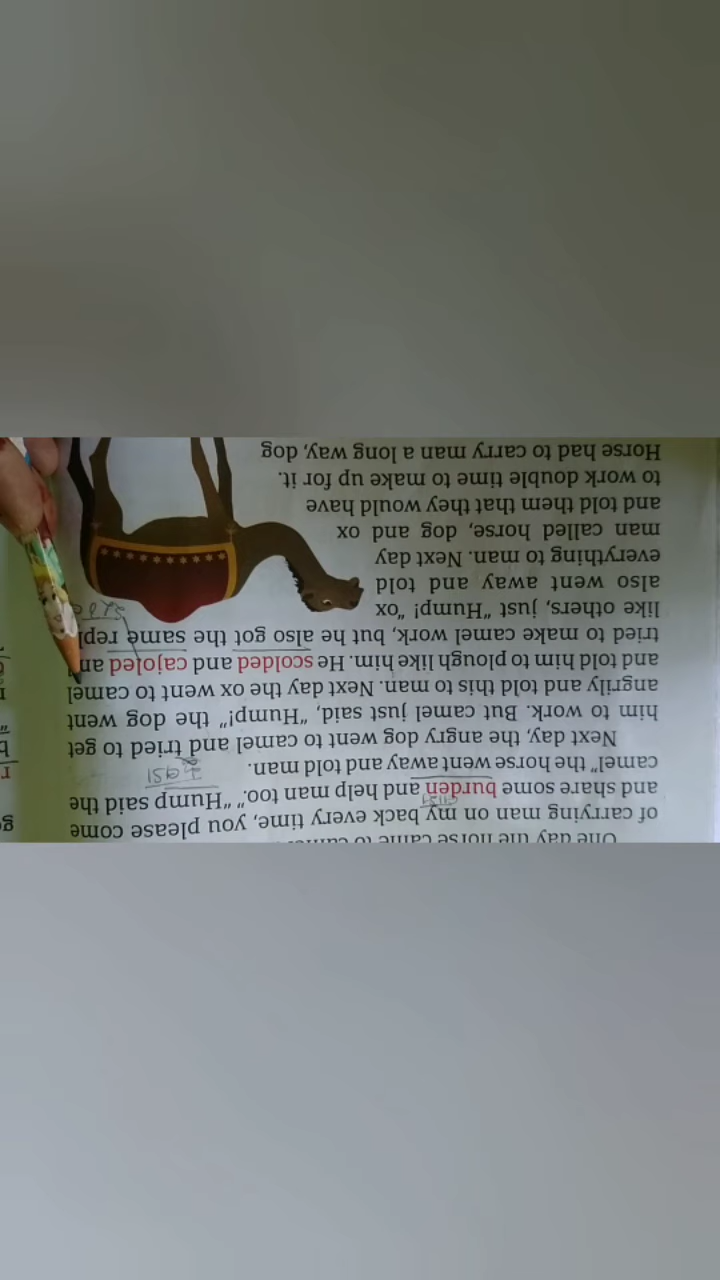 One day the horse came to
of carrying man on my back every time, you please come
and share some burden and help man too." "Hump said the
camel" the horse went away and told man.
Next day, the angry dog went to camel and tried to get
him to work. But camel just said, "Hump!" the dog went
angrily and told this to man. Next day the ox went to camel
and told him to plough like him. He scolded and cajoled
tried to make camel work, but he also got the same
like others, just "Hump! "ox
also went away and told
everything to man. Next day
man called horse, dog and ox
and told them that they would have
to work double time to make up for it.
Horse had to carry man a long way, dog